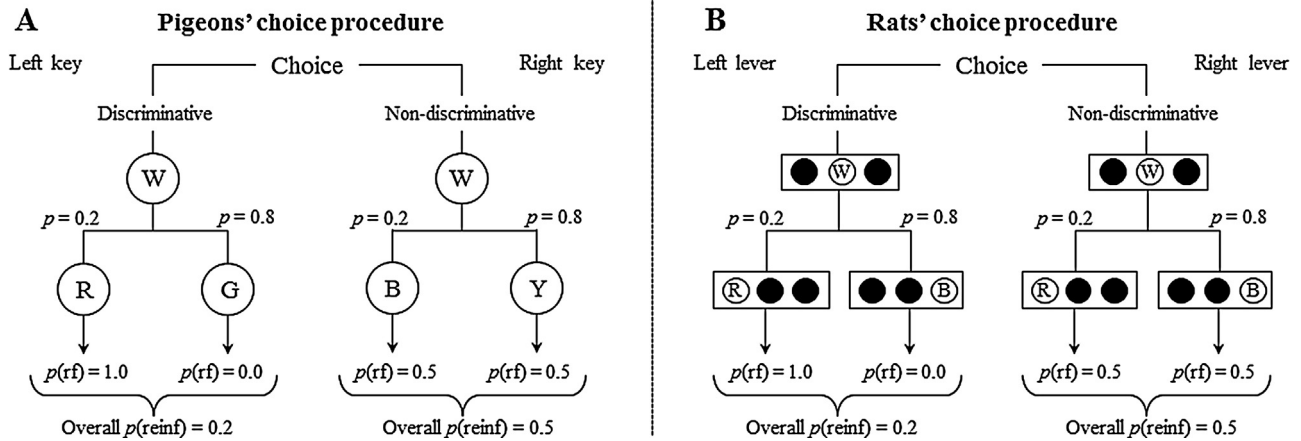 A Pigeons' choice procedure
Left key Choice Right key
Discriminative Non-discriminative
W W
p = 0.2 p = 0.8 p = 0.2 p = 0.8
R G B Y
p(rf) = 1.0 p(rf) = 0.0 p(rf) = 0.5 p(rf) = 0.5
Overall p(reinf) = 0.2 Overall p(reinf) = 0.5
B Rats' choice procedure
Left lever Choice Right lever
Discriminative Non-discriminative
W W
p = 0.2 p = 0.8 p = 0.2 p = 0.8
R B R B
p(rf) = 1.0 p(rf) = 0.0 p(rf) = 0.5 p(rf) = 0.5
Overall p(reinf) = 0.2 Overall p(reinf) = 0.5